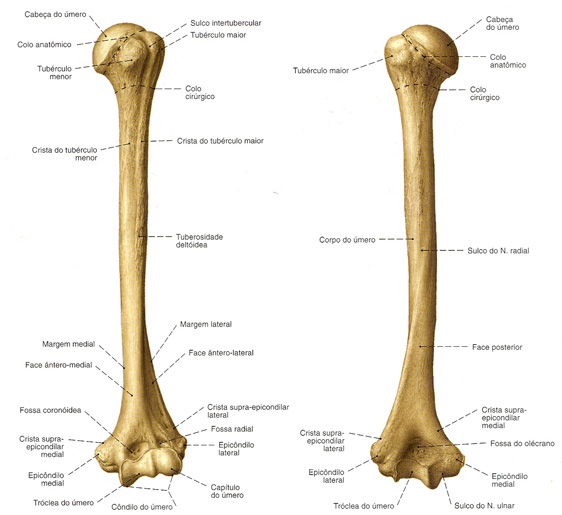 Cabeça do úmero
Sulco intertubercular
Tubérculo maior
Colo anatômico
Tubérculo
menor
Colo
cirúrgico
Crista do tubérculo
menor
Crista do tubérculo maior
Tuberosidade
deltóidea
Margem lateral
Margem medial
Face ântero-lateral
Face ântero-medial
Fossa coronóidea
Crista supra-epicondilar
lateral
Fossa radial
Crista supra-
epicondilar
medial
Epicôndilo
lateral
Epicôndilo
medial
Capítulo
do úmero
Tróclea do úmero
Côndilo do úmero
Cabeça
do úmero
Colo
anatômico
Tubérculo maior
Colo
cirúrgico
Corpo do úmero
Sulco do N. radial
Face posterior
Crista supra-
epicondilar
medial
Crista supra-
epicondilar
lateral
Fossa do olécrano
Epicôndilo
lateral
Epicôndilo
medial
Tróclea do úmero
Sulco do N. ulnar